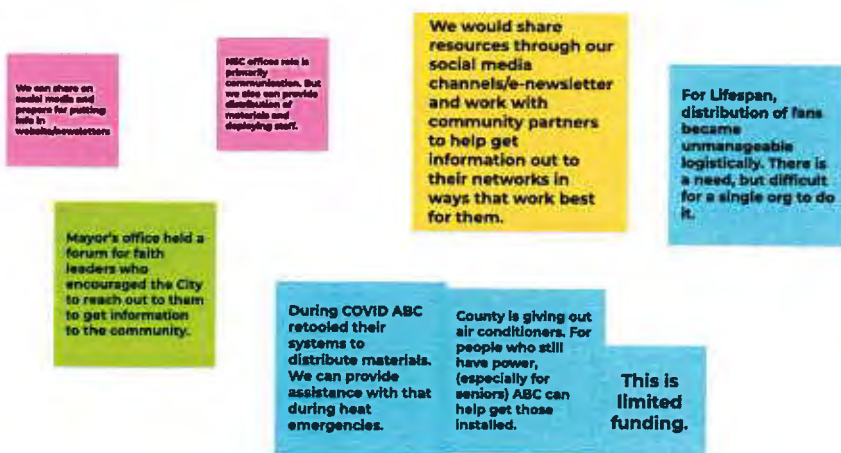 We can share on
social media and
prepare for putting
info in
website/newsletters
NSC offices role is
primarily
communication. But
we also can provide
distribution of
materials and
deploying staff.
We would share
resources through our
social media
channels/e-newsletter
and work with
community partners
to help get
information out to
their networks in
ways that work best
for them.
For Lifespan,
distribution of fans
became
unmanageable
logistically. There is
a need, but difficult
for a single org to do
it.
Mayor's office held a
forum for faith
leaders who
encouraged the City
to reach out to them
to get information
to the community.
During COVID ABC
retooled their
systems to
distribute materials.
We can provide
assistance with that
during heat
emergencies.
County is giving out
air conditioners. For
people who still
have power,
(especially for
seniors) ABC can
help get those
installed.
This is
limited
funding.